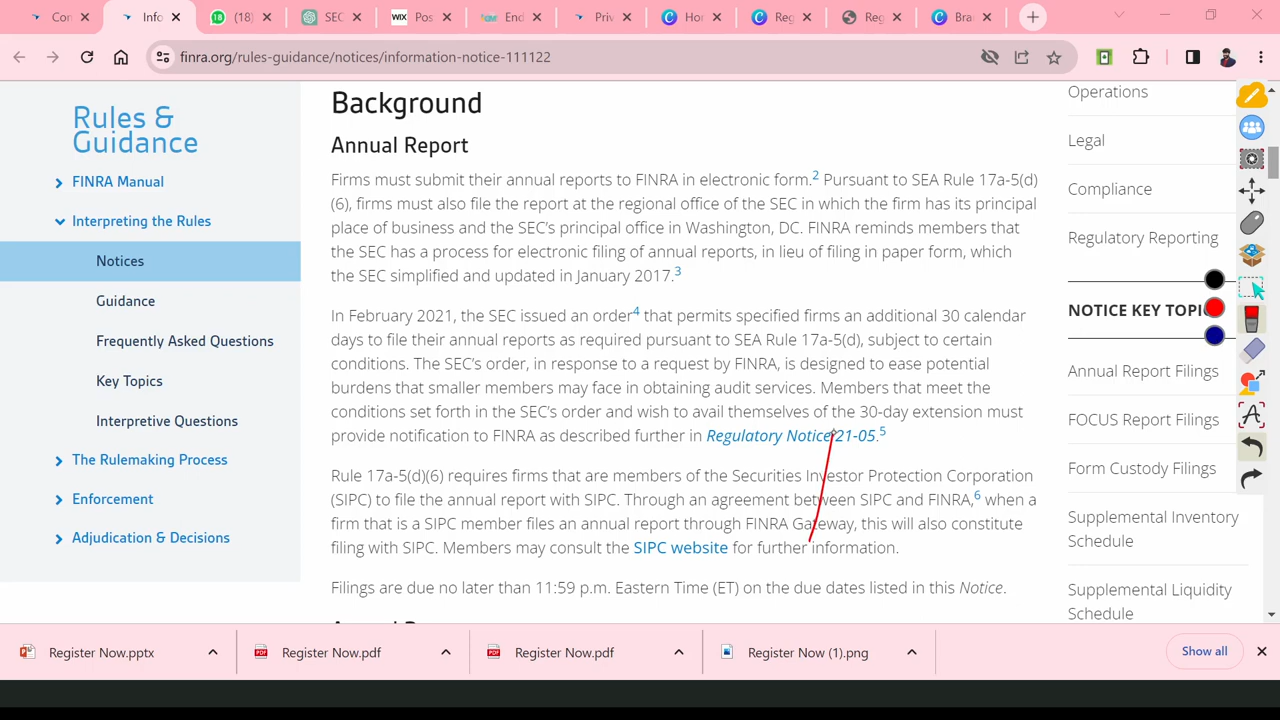 Cor
Info
(18)
SEC
WIX
Pos
End
Priv
Hor
Reg
Reg
Bra
finra.org/rules-guidance/notices/information-notice-111122
Rules &
Guidance
FINRA Manual
Interpreting the Rules
Notices
Guidance
Frequently Asked Questions
Key Topics
Interpretive Questions
The Rulemaking Process
Enforcement
Adjudication & Decisions
Background
Annual Report
Firms must submit their annual reports to FINRA in electronic form.2 Pursuant to SEA Rule 17a-5(d)
(6), firms must also file the report at the regional office of the SEC in which the firm has its principal
place of business and the SEC's principal office in Washington, DC. FINRA reminds members that
the SEC has a process for electronic filing of annual reports, in lieu of filing in paper form, which
the SEC simplified and updated in January 2017.3
In February 2021, the SEC issued an order4 that permits specified firms an additional 30 calendar
days to file their annual reports as required pursuant to SEA Rule 17a-5(d), subject to certain
conditions. The SEC's order, in response to a request by FINRA, is designed to ease potential
burdens that smaller members may face in obtaining audit services. Members that meet the
conditions set forth in the SEC's order and wish to avail themselves of the 30-day extension must
provide notification to FINRA as described further in Regulatory Notice 21-05.5
Rule 17a-5(d)(6) requires firms that are members of the Securities Investor Protection Corporation
(SIPC) to file the annual report with SIPC. Through an agreement between SIPC and FINRA,6 when a
firm that is a SIPC member files an annual report through FINRA Gateway, this will also constitute
filing with SIPC. Members may consult the SIPC website for further information.
Filings are due no later than 11:59 p.m. Eastern Time (ET) on the due dates listed in this Notice.
Operations
Legal
Compliance
Regulatory Reporting
NOTICE KEY TOPIC
Annual Report Filings
FOCUS Report Filings
Form Custody Filings
Supplemental Inventory
Schedule
Supplemental Liquidity
Schedule
Register Now.pptx
Register Now.pdf
Register Now.pdf
Register Now (1).png
Show all